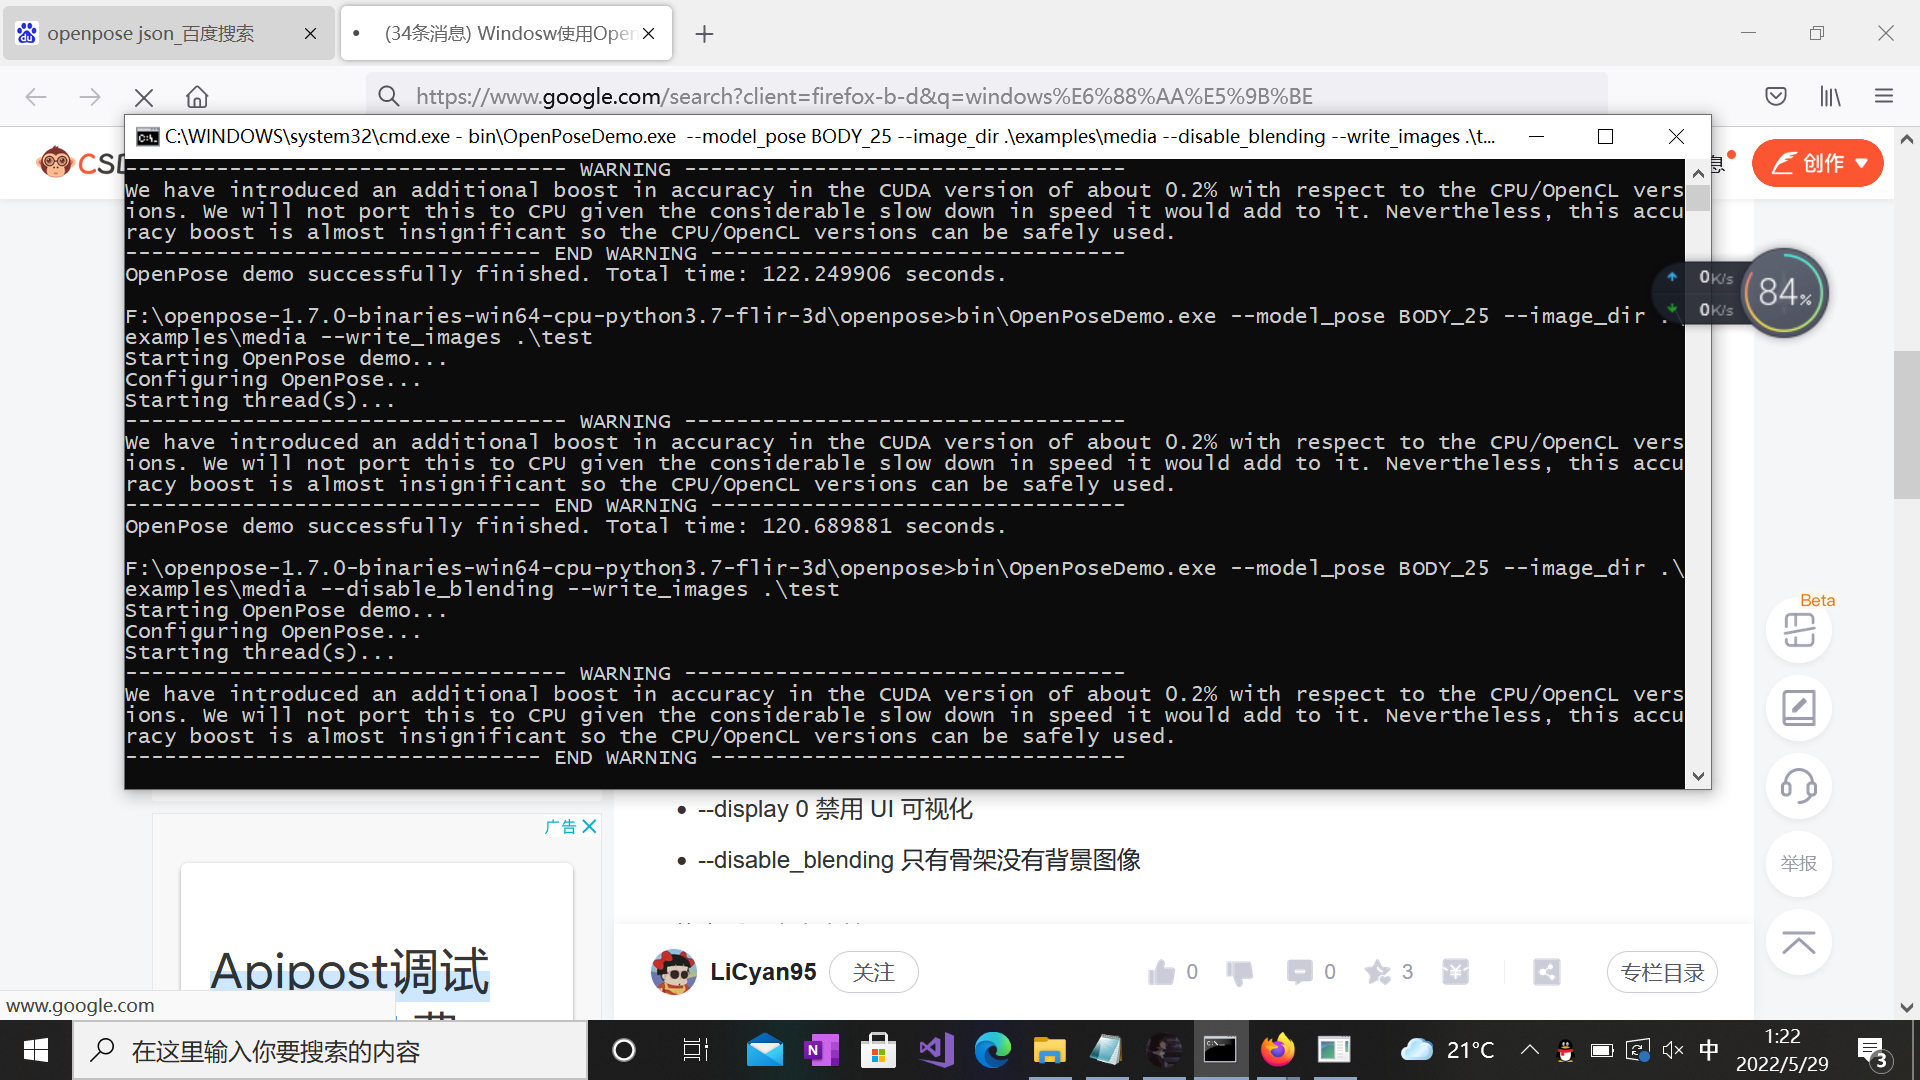 openpose json_百度搜索
(34条消息) Windosw使用Open
https://www.google.com/search?client=firefox-b-d&q=windows%E6%88%AA%E5%9B%BE
C:\WINDOWS\system32\cmd.exe - bin\OpenPoseDemo.exe  --model_pose BODY_25 --image_dir .\examples\media --disable_blending --write_images .\t...
CSD
息
创作
---------------------------------- WARNING ----------------------------------
We have introduced an additional boost in accuracy in the CUDA version of about 0.2% with respect to the CPU/OpenCL vers
ions. We will not port this to CPU given the considerable slow down in speed it would add to it. Nevertheless, this accu
racy boost is almost insignificant so the CPU/OpenCL versions can be safely used.
-------------------------------- END WARNING --------------------------------
OpenPose demo successfully finished. Total time: 122.249906 seconds.
F:\openpose-1.7.0-binaries-win64-cpu-python3.7-flir-3d\openpose>bin\OpenPoseDemo.exe --model_pose BODY_25 --image_dir .\
examples\media --write_images .\test
Starting OpenPose demo...
Configuring OpenPose...
Starting thread(s)...
---------------------------------- WARNING ----------------------------------
We have introduced an additional boost in accuracy in the CUDA version of about 0.2% with respect to the CPU/OpenCL vers
ions. We will not port this to CPU given the considerable slow down in speed it would add to it. Nevertheless, this accu
racy boost is almost insignificant so the CPU/OpenCL versions can be safely used.
-------------------------------- END WARNING --------------------------------
OpenPose demo successfully finished. Total time: 120.689881 seconds.
F:\openpose-1.7.0-binaries-win64-cpu-python3.7-flir-3d\openpose>bin\OpenPoseDemo.exe --model_pose BODY_25 --image_dir .\
examples\media --disable_blending --write_images .\test
Starting OpenPose demo...
Configuring OpenPose...
Starting thread(s)...
---------------------------------- WARNING ----------------------------------
We have introduced an additional boost in accuracy in the CUDA version of about 0.2% with respect to the CPU/OpenCL vers
ions. We will not port this to CPU given the considerable slow down in speed it would add to it. Nevertheless, this accu
racy boost is almost insignificant so the CPU/OpenCL versions can be safely used.
-------------------------------- END WARNING --------------------------------
0K/s
0K/s
84%
Beta
举报
• --display 0 禁用 UI 可视化
• --disable_blending 只有骨架没有背景图像
广告
Apipost调试
LiCyan95
关注
0
0
3
专栏目录
www.google.com
在这里输入你要搜索的内容
21°C
中
1:22
2022/5/29
3